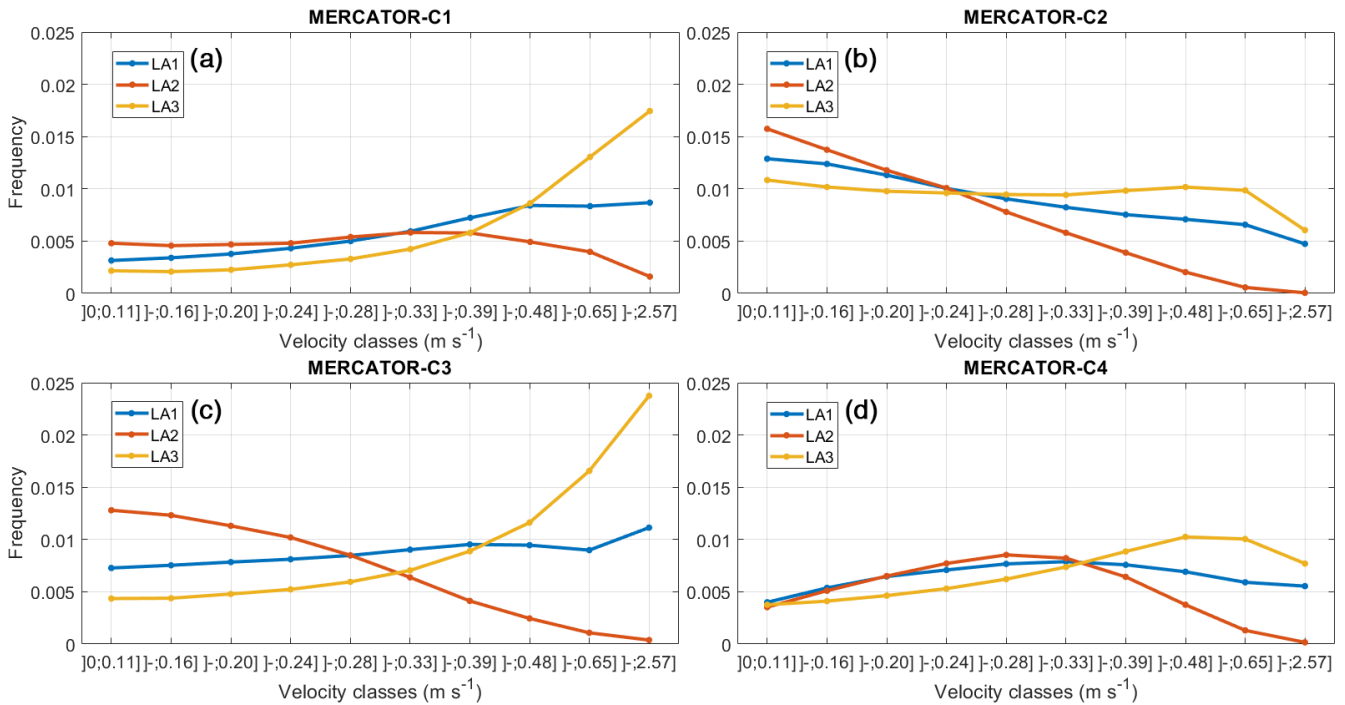 MERCATOR-C1
(a)
LA1
LA2
LA3
0.025
0.02
0.015
0.01
0.005
0
Frequency
]0;0.11] ]-;0.16] ]-;0.20] ]-;0.24] ]-;0.28] ]-;0.33] ]-;0.39] ]-;0.48] ]-;0.65] ]-;2.57]
Velocity classes (m s-1)
MERCATOR-C2
(b)
LA1
LA2
LA3
0.025
0.02
0.015
0.01
0.005
0
]0;0.11] ]-;0.16] ]-;0.20] ]-;0.24] ]-;0.28] ]-;0.33] ]-;0.39] ]-;0.48] ]-;0.65] ]-;2.57]
Velocity classes (m s-1)
MERCATOR-C3
(c)
LA1
LA2
LA3
0.025
0.02
0.015
0.01
0.005
0
Frequency
]0;0.11] ]-;0.16] ]-;0.20] ]-;0.24] ]-;0.28] ]-;0.33] ]-;0.39] ]-;0.48] ]-;0.65] ]-;2.57]
Velocity classes (m s-1)
MERCATOR-C4
(d)
LA1
LA2
LA3
0.025
0.02
0.015
0.01
0.005
0
]0;0.11] ]-;0.16] ]-;0.20] ]-;0.24] ]-;0.28] ]-;0.33] ]-;0.39] ]-;0.48] ]-;0.65] ]-;2.57]
Velocity classes (m s-1)